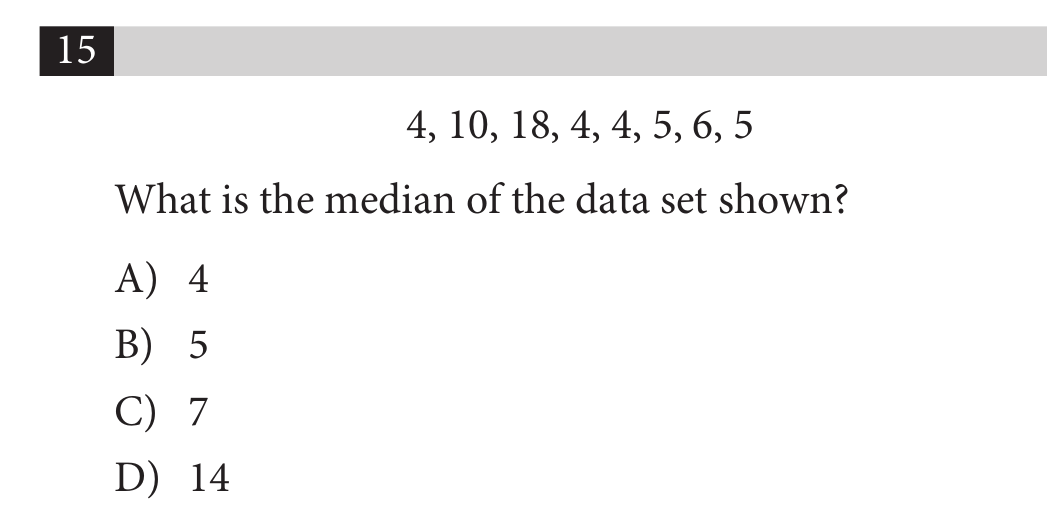 15
4, 10, 18, 4, 4, 5, 6, 5
What is the median of the data set shown?
A) 4
B) 5
C) 7
D) 14